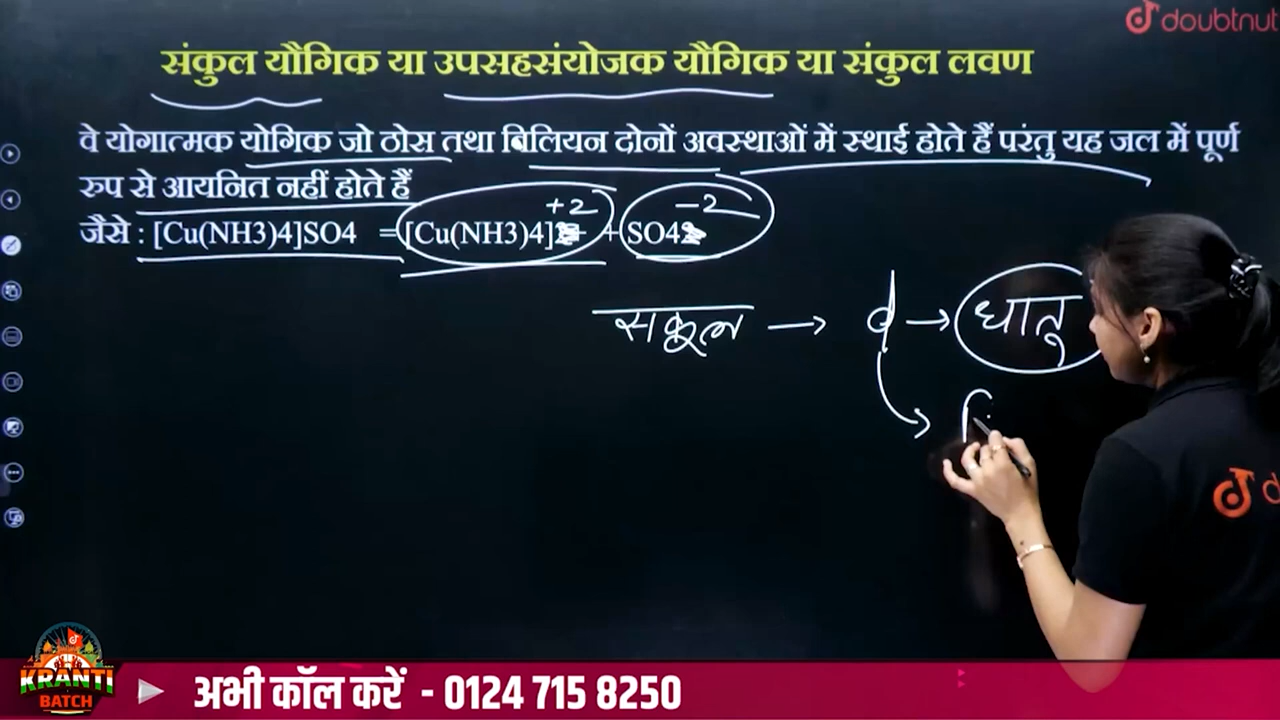 doubtnut
संकुल यौगिक या उपसहसंयोजक यौगिक या संकुल लवण
वे योगात्मक योगिक जो ठोस तथा विलियन दोनों अवस्थाओं में स्थाई होते हैं परंतु यह जल में पूर्ण
रुप से आयनित नहीं होते हैं
जैसे : [Cu(NH3)4]SO4 =[Cu(NH3)4]+2 + SO4-2
संकुल → → धातु
KRANTI
BATCH
अभी कॉल करें - 0124 715 8250